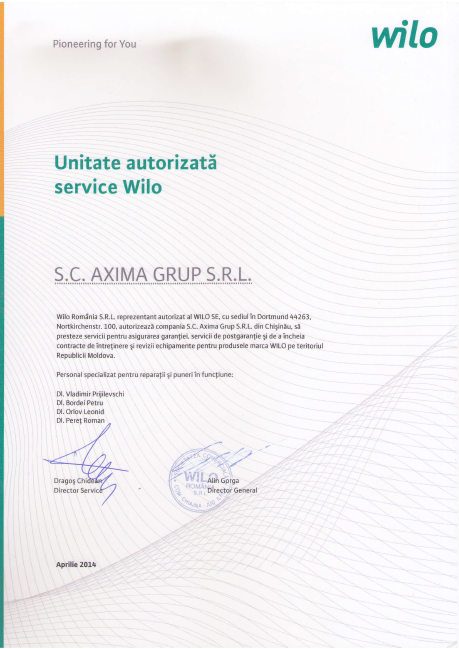 Pioneering for You
wilo
Unitate autorizată
service Wilo
S.C. AXIMA GRUP S.R.L.
Wilo România S.R.L. reprezentant autorizat al WILO SE, cu sediul în Dortmund 44263,
Nortkirchenstr. 100, autorizează compania S.C. Axima Grup S.R.L. din Chișinău, să
presteze servicii pentru asigurarea garanției, servicii de postgaranție și de a încheia
contracte de întreținere și revizii echipamente pentru produsele marca WILO pe teritoriul
Republicii Moldova.
Personal specializat pentru reparații și puneri în funcțiune:
Dl. Vladimir Prijilevschi
Dl. Bordei Petru
Dl. Orlov Leonid
Dl. Pereț Roman
Dragoș Chidean
Director Service
WILO
ROMÂNIA
S.R.L.
Alin Gorga
Director General
Aprilie 2014